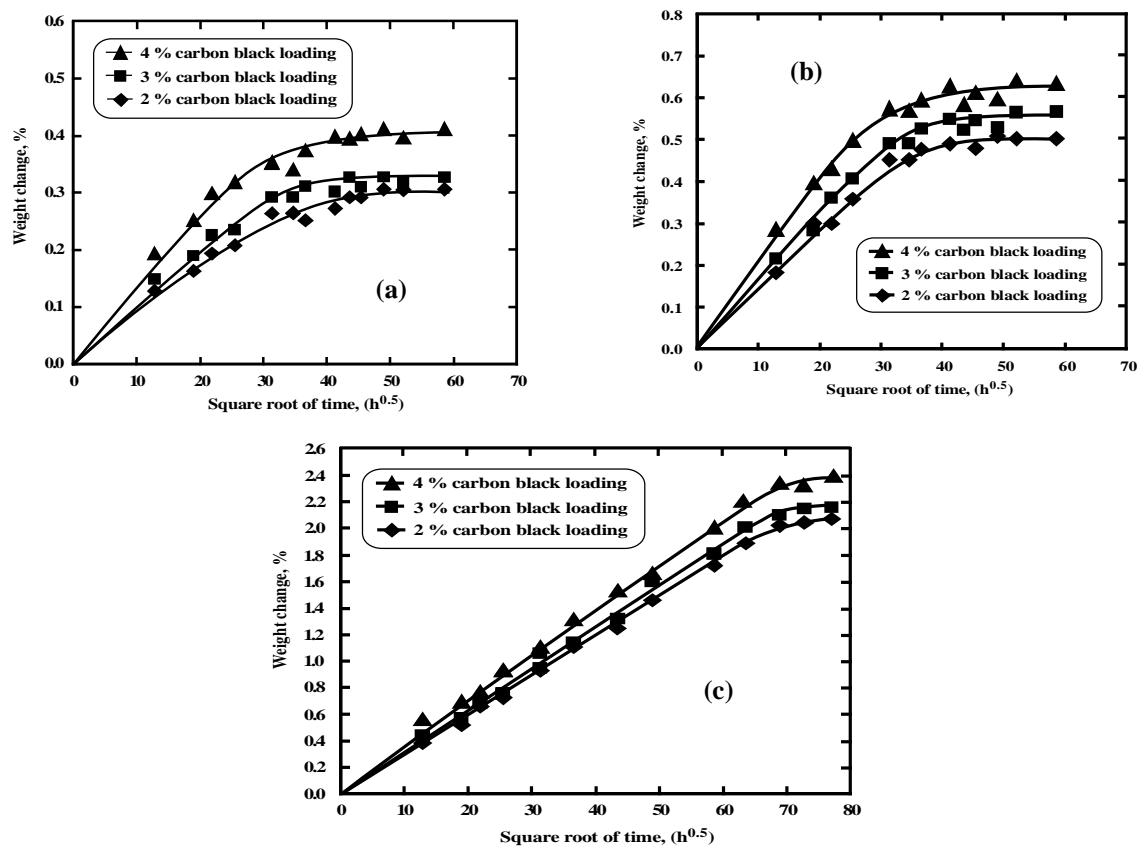 (a)
4 % carbon black loading
3 % carbon black loading
2 % carbon black loading
Weight change, %
0.6
0.5
0.4
0.3
0.2
0.1
0.0
0 10 20 30 40 50 60 70
Square root of time, (h^0.5)
(b)
4 % carbon black loading
3 % carbon black loading
2 % carbon black loading
Weight change, %
0.8
0.7
0.6
0.5
0.4
0.3
0.2
0.1
0.0
0 10 20 30 40 50 60 70
Square root of time, (h^0.5)
(c)
4 % carbon black loading
3 % carbon black loading
2 % carbon black loading
Weight change, %
2.6
2.4
2.2
2.0
1.8
1.6
1.4
1.2
1.0
0.8
0.6
0.4
0.2
0.0
0 10 20 30 40 50 60 70 80
Square root of time, (h^0.5)